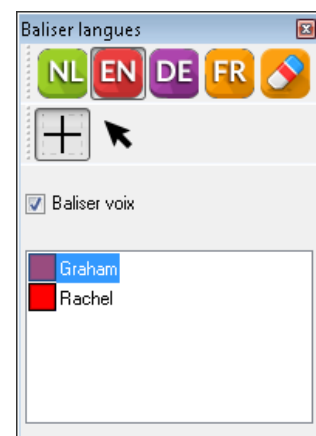 Baliser langues
NL EN DE FR
Baliser voix
Graham
Rachel